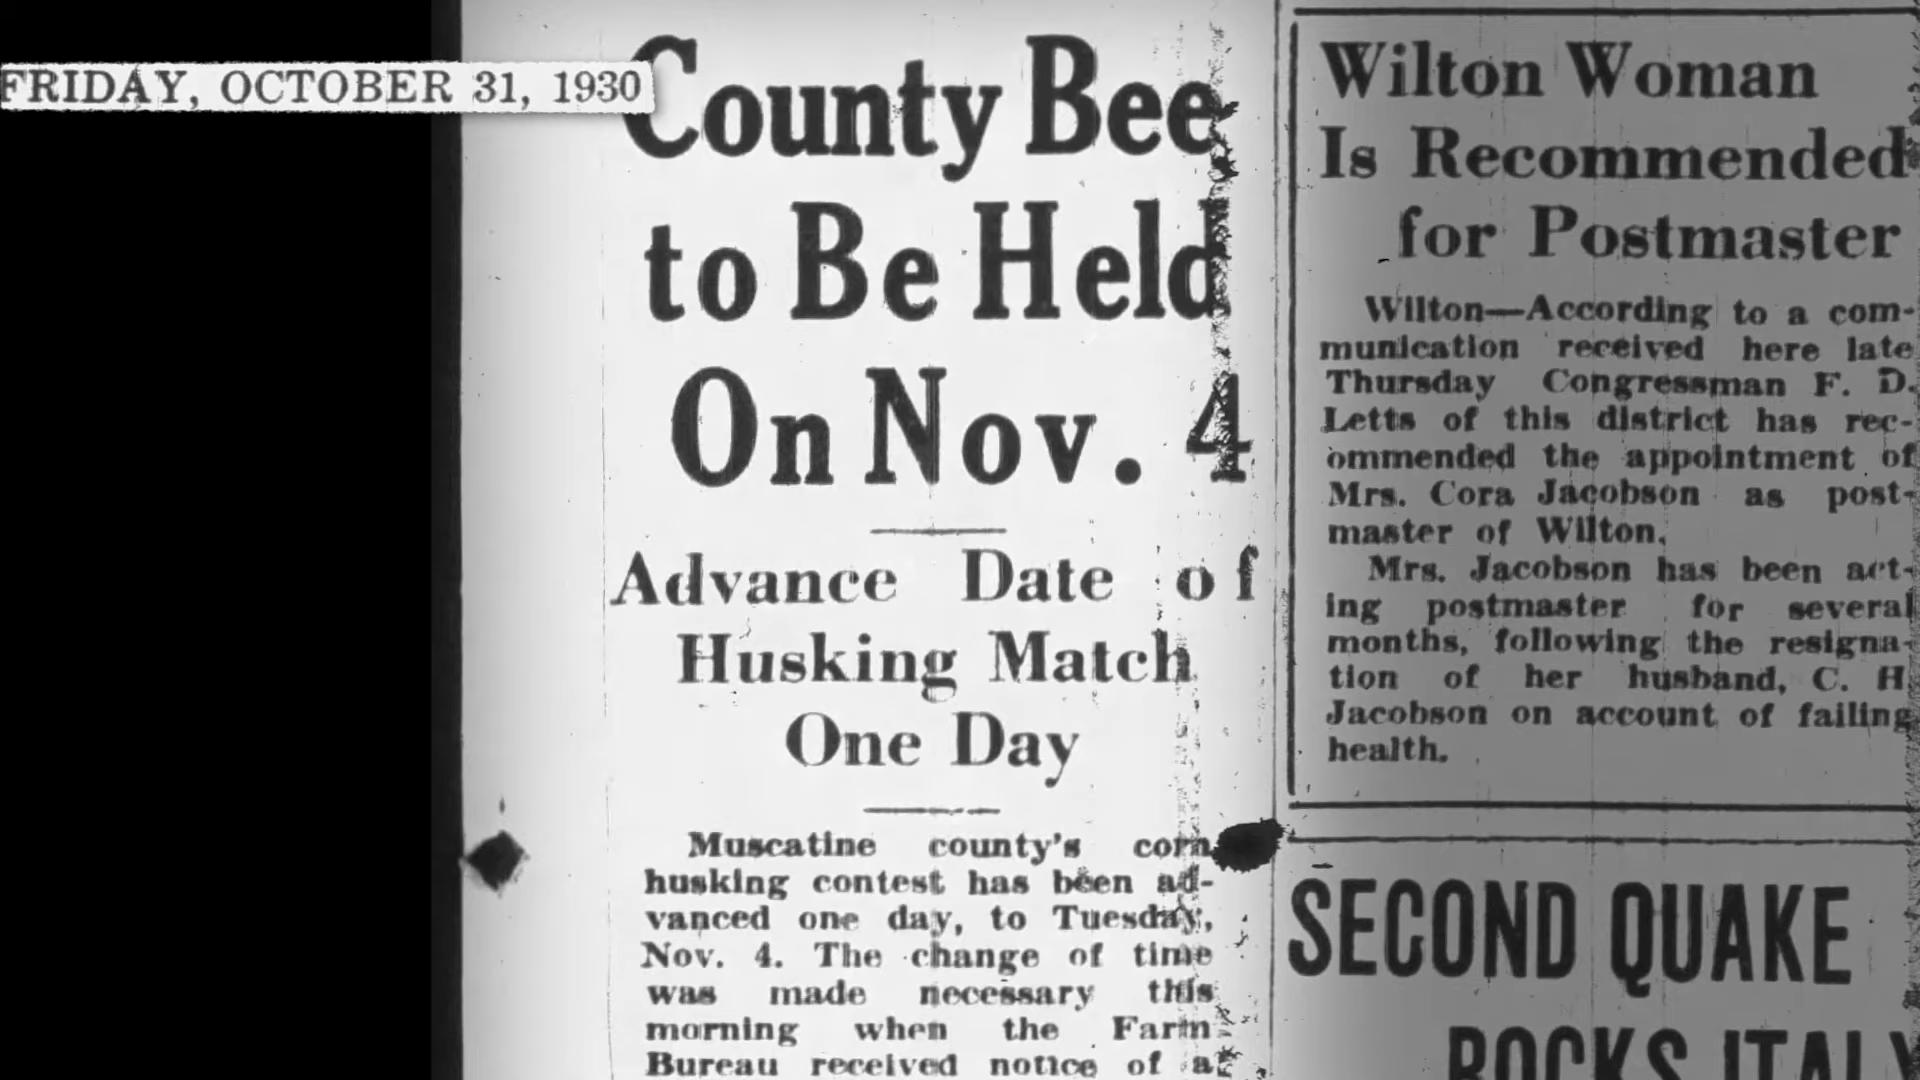 FRIDAY, OCTOBER 31, 1930
County Bee
to Be Held
On Nov. 4
Advance Date of
Husking Match
One Day
Muscatine county's corn
husking contest has been ad-
vanced one day, to Tuesday,
Nov. 4. The change of time
was made necessary this
morning when the Farm
Bureau received notice of a
Wilton Woman
Is Recommended
for Postmaster
Wilton—According to a com-
munication received here late
Thursday Congressman F. D.
Letts of this district has rec-
ommended the appointment of
Mrs. Cora Jacobson as post-
master of Wilton.
Mrs. Jacobson has been act-
ing postmaster for several
months, following the resigna-
tion of her husband, C. H.
Jacobson on account of failing
health.
SECOND QUAKE
ROCKS ITALY